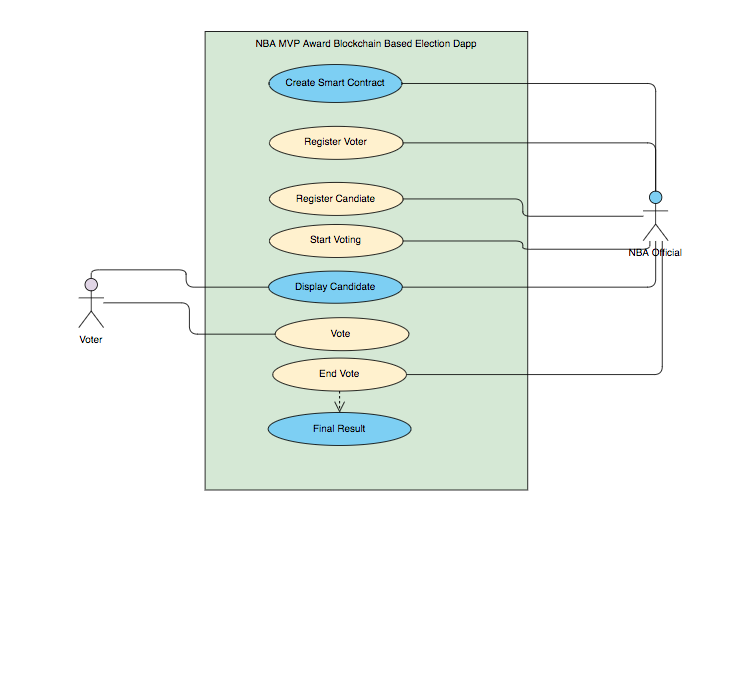 NBA MVP Award Blockchain Based Election Dapp
Create Smart Contract
Register Voter
Register Candiate
Start Voting
NBA Official
Display Candidate
Voter
Vote
End Vote
Final Result